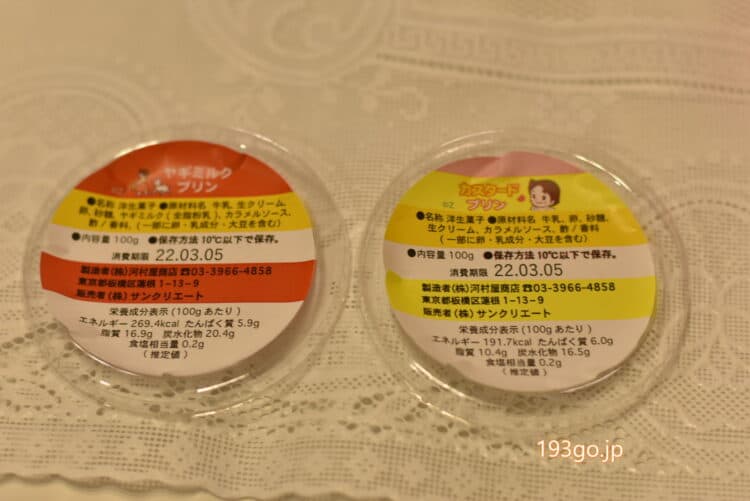 ヤギミルク
プリン
●名称 洋生菓子 ●原材料名 牛乳、生クリーム、
卵、砂糖、ヤギミルク(全脂粉乳)、カラメルソース、
酢/香料、(一部に卵・乳成分・大豆を含む)
●内容量 100g ●保存方法 10℃以下で保存。
消費期限 22.03.05
製造者(株)河村屋商店 ☎03-3966-4858
東京都板橋区蓮根 1-13-9
販売者(株) サンクリエート
栄養成分表示(100gあたり)
エネルギー 269.4kcal たんぱく質 5.9g
脂質 16.9g 炭水化物 20.4g
食塩相当量 0.2g
(推定値)
カスタード
プリン
●名称 洋生菓子 ●原材料名 牛乳、卵、砂糖、
生クリーム、カラメルソース、酢/香料
(一部に卵・乳成分・大豆を含む)
●内容量 100g ●保存方法 10℃以下で保存。
消費期限 22.03.05
製造者(株)河村屋商店 ☎03-3966-4858
東京都板橋区蓮根 1-13-9
販売者(株) サンクリエート
栄養成分表示(100gあたり)
エネルギー 191.7kcal たんぱく質 6.0g
脂質 10.4g 炭水化物 16.5g
食塩相当量 0.2g
(推定値)
193go.jp